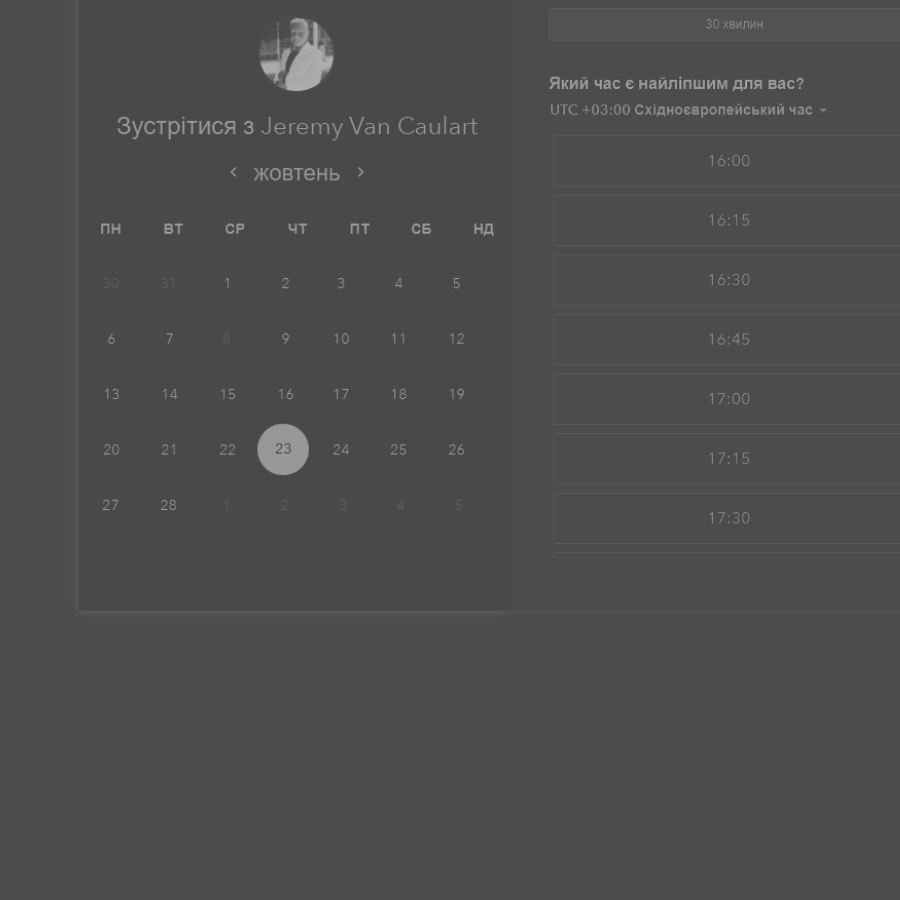 Зустрітися з Jeremy Van Caulart
жовтень
ПН ВТ СР ЧТ ПТ СБ НД
30 31 1 2 3 4 5
6 7 8 9 10 11 12
13 14 15 16 17 18 19
20 21 22 23 24 25 26
27 28 1 2 3 4 5
30 хвилин
Який час є найліпшим для вас?
UTC +03:00 Східноєвропейський час
16:00
16:15
16:30
16:45
17:00
17:15
17:30